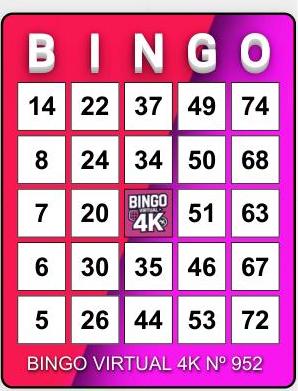 B I N G O
14 22 37 49 74
8 24 34 50 68
7 20 BINGO VIRTUAL 4K 51 63
6 30 35 46 67
5 26 44 53 72
BINGO VIRTUAL 4K Nº 952